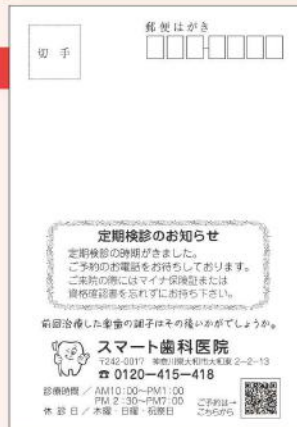 郵便はがき
切手
定期検診のお知らせ
定期検診の時期がきました。
ご予約のお電話をお待ちしております。
ご来院の際にはマイナ保険証または
資格確認書を忘れずにお持ち下さい。
前回治療した奥歯の調子はその後いかがでしょうか。
スマート歯科医院
〒242-0017 神奈川県大和市大和東 2-2-13
☎ 0120-415-418
診療時間 / AM10:00~PM1:00
PM 2:30~PM7:00
休診日 / 木曜・日曜・祝祭日
ご予約は→
こちらから